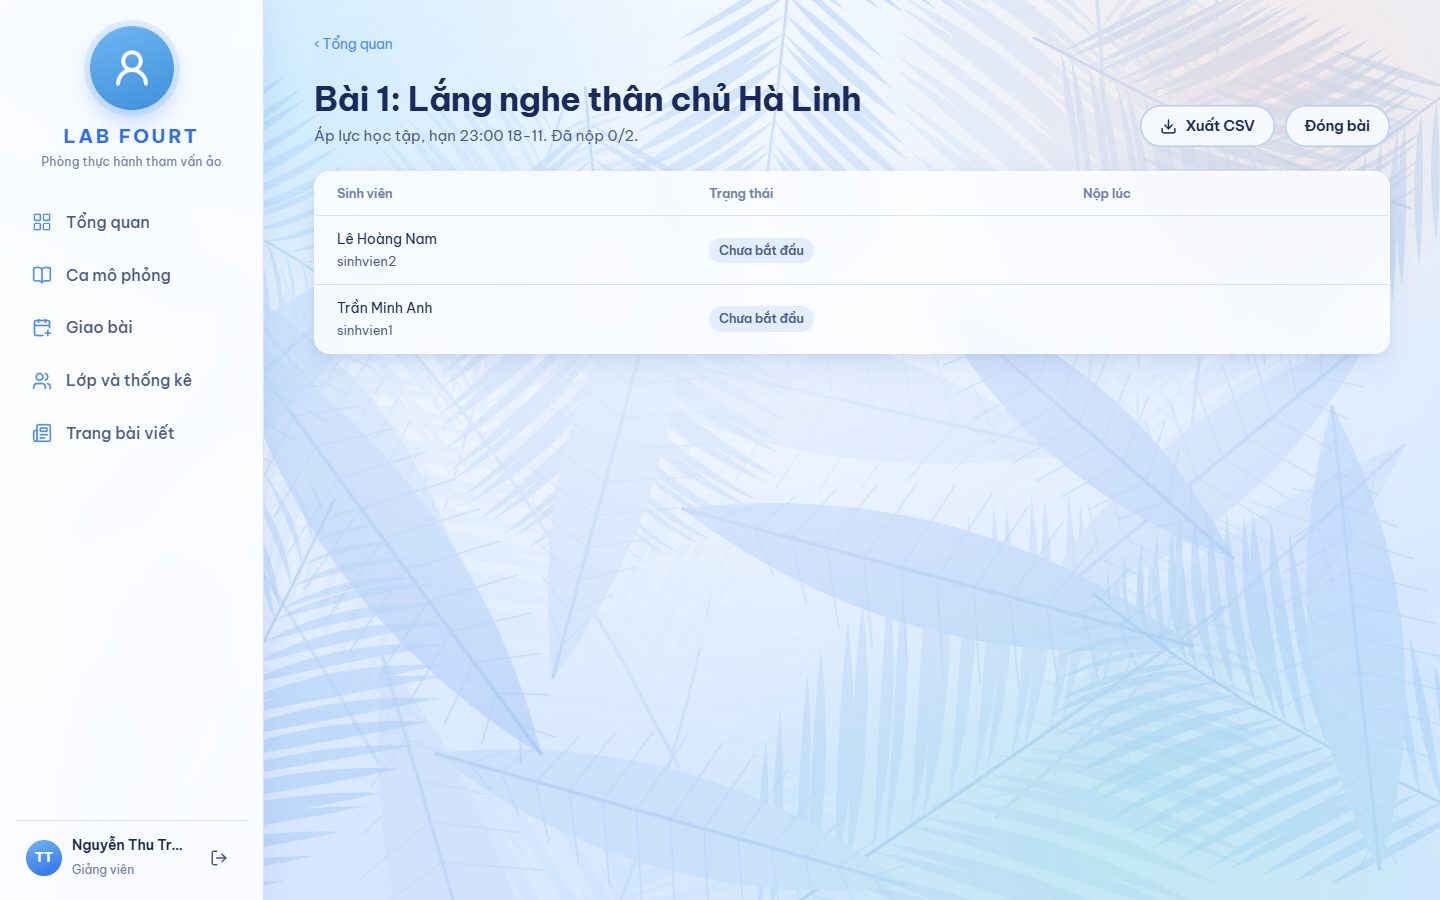 LAB FOURT
Phòng thực hành tham vấn ảo
Tổng quan
Ca mô phỏng
Giao bài
Lớp và thống kê
Trang bài viết
TT
Nguyễn Thu Tr...
Giảng viên
‹ Tổng quan
Bài 1: Lắng nghe thân chủ Hà Linh
Áp lực học tập, hạn 23:00 18-11. Đã nộp 0/2.
Xuất CSV
Đóng bài
Sinh viên Trạng thái Nộp lúc
Lê Hoàng Nam
sinhvien2
Chưa bắt đầu
Trần Minh Anh
sinhvien1
Chưa bắt đầu